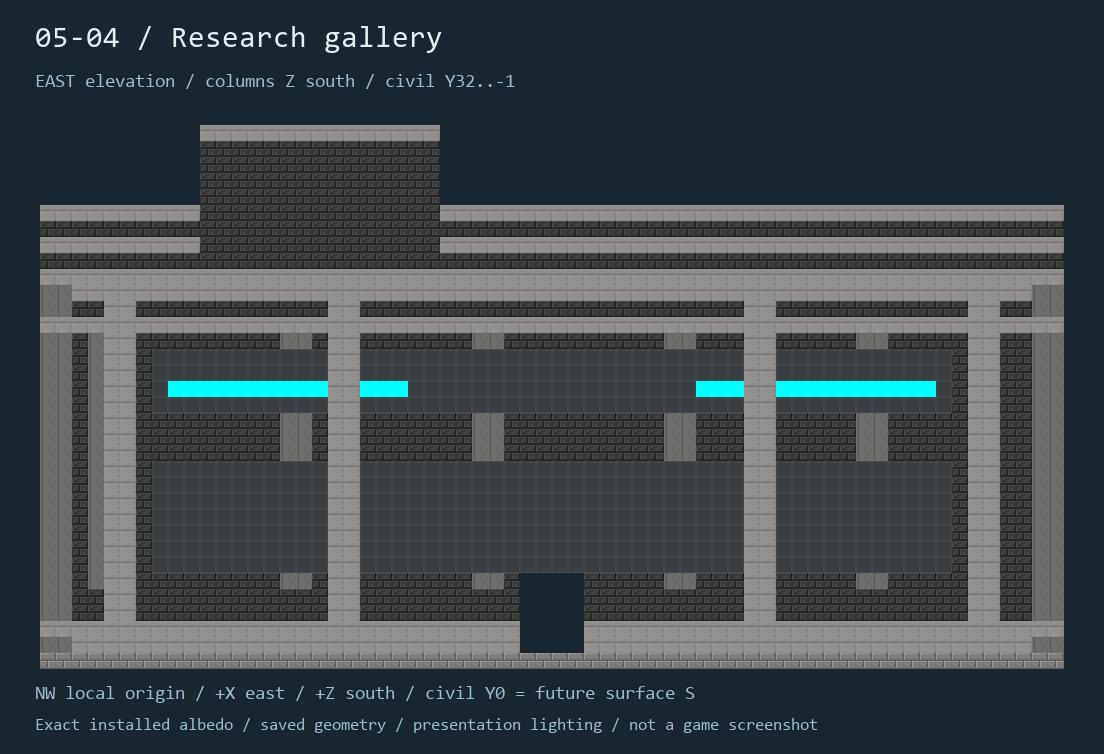 05-04 / Research gallery
EAST elevation / columns Z south / civil Y32..-1
NW local origin / +X east / +Z south / civil Y0 = future surface S
Exact installed albedo / saved geometry / presentation lighting / not a game screenshot